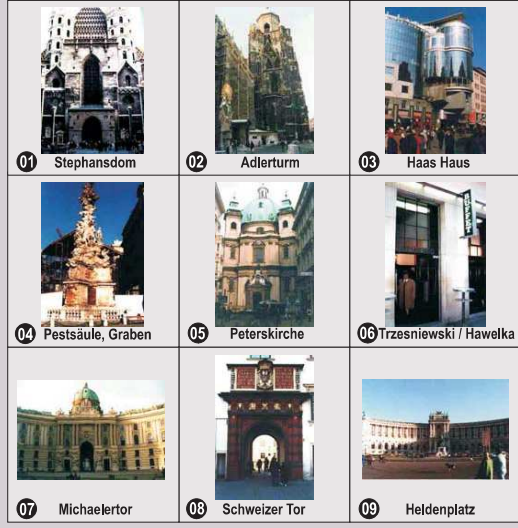 01 Stephansdom
02 Adlerturm
03 Haas Haus
04 Pestsäule, Graben
05 Peterskirche
06 Trzesniewski / Hawelka
07 Michaelertor
08 Schweizer Tor
09 Heldenplatz